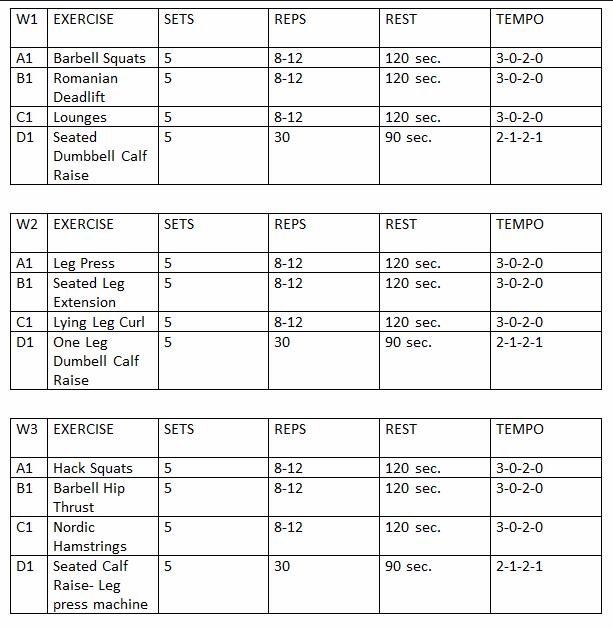 W1 EXERCISE SETS REPS REST TEMPO
A1 Barbell Squats 5 8-12 120 sec. 3-0-2-0
B1 Romanian 5 8-12 120 sec. 3-0-2-0
Deadlift
C1 Lounges 5 8-12 120 sec. 3-0-2-0
D1 Seated 5 30 90 sec. 2-1-2-1
Dumbbell Calf
Raise
W2 EXERCISE SETS REPS REST TEMPO
A1 Leg Press 5 8-12 120 sec. 3-0-2-0
B1 Seated Leg 5 8-12 120 sec. 3-0-2-0
Extension
C1 Lying Leg Curl 5 8-12 120 sec. 3-0-2-0
D1 One Leg 5 30 90 sec. 2-1-2-1
Dumbell Calf
Raise
W3 EXERCISE SETS REPS REST TEMPO
A1 Hack Squats 5 8-12 120 sec. 3-0-2-0
B1 Barbell Hip 5 8-12 120 sec. 3-0-2-0
Thrust
C1 Nordic 5 8-12 120 sec. 3-0-2-0
Hamstrings
D1 Seated Calf 5 30 90 sec. 2-1-2-1
Raise- Leg
press machine